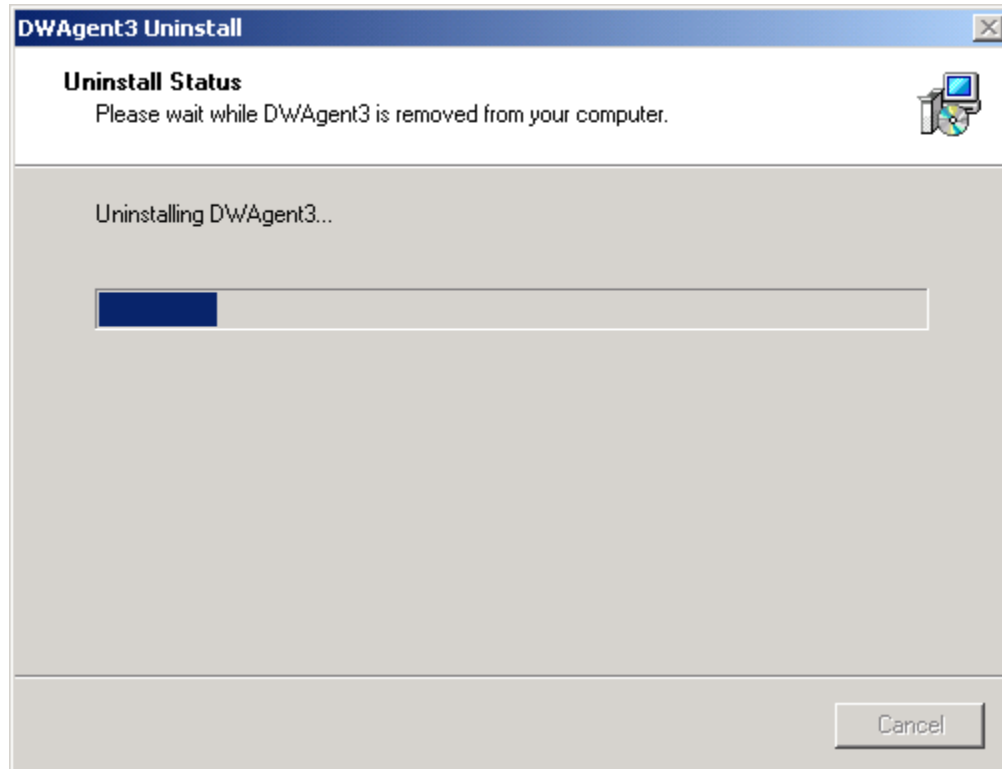 DWAgent3 Uninstall
Uninstall Status
Please wait while DWAgent3 is removed from your computer.
Uninstalling DWAgent3...
Cancel